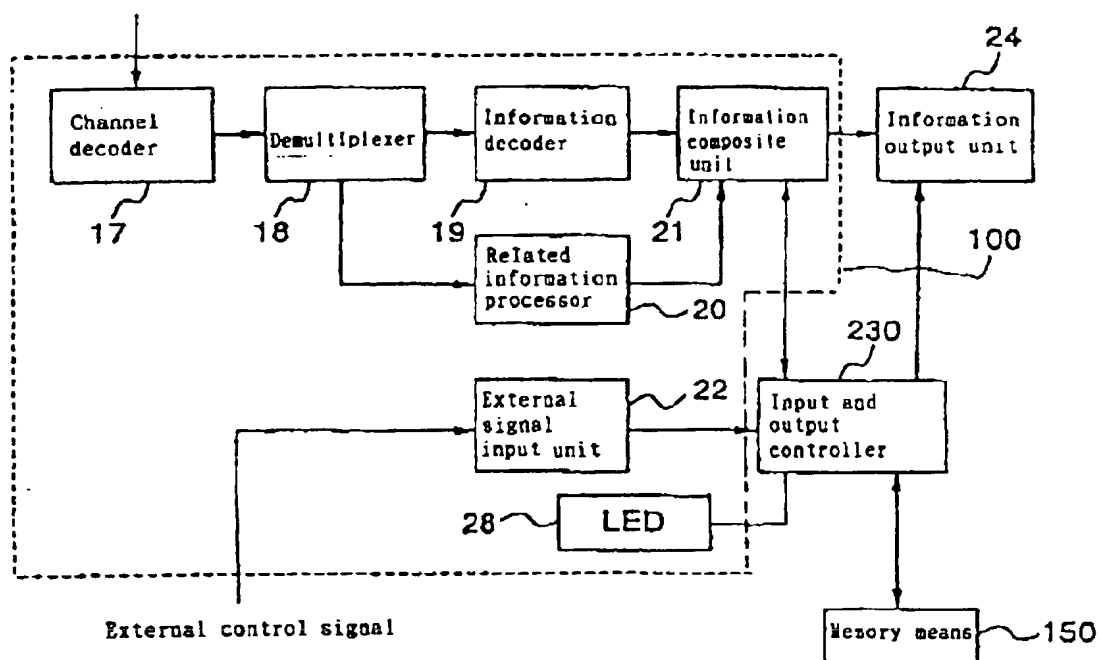 24
Channel
decoder
Demultiplexer
Information
decoder
Information
composite
unit
Information
output unit
17
18
19
21
100
Related
information
processor
20
230
22
External
signal
input unit
Input and
output
controller
28
LED
External control signal
Memory means
150